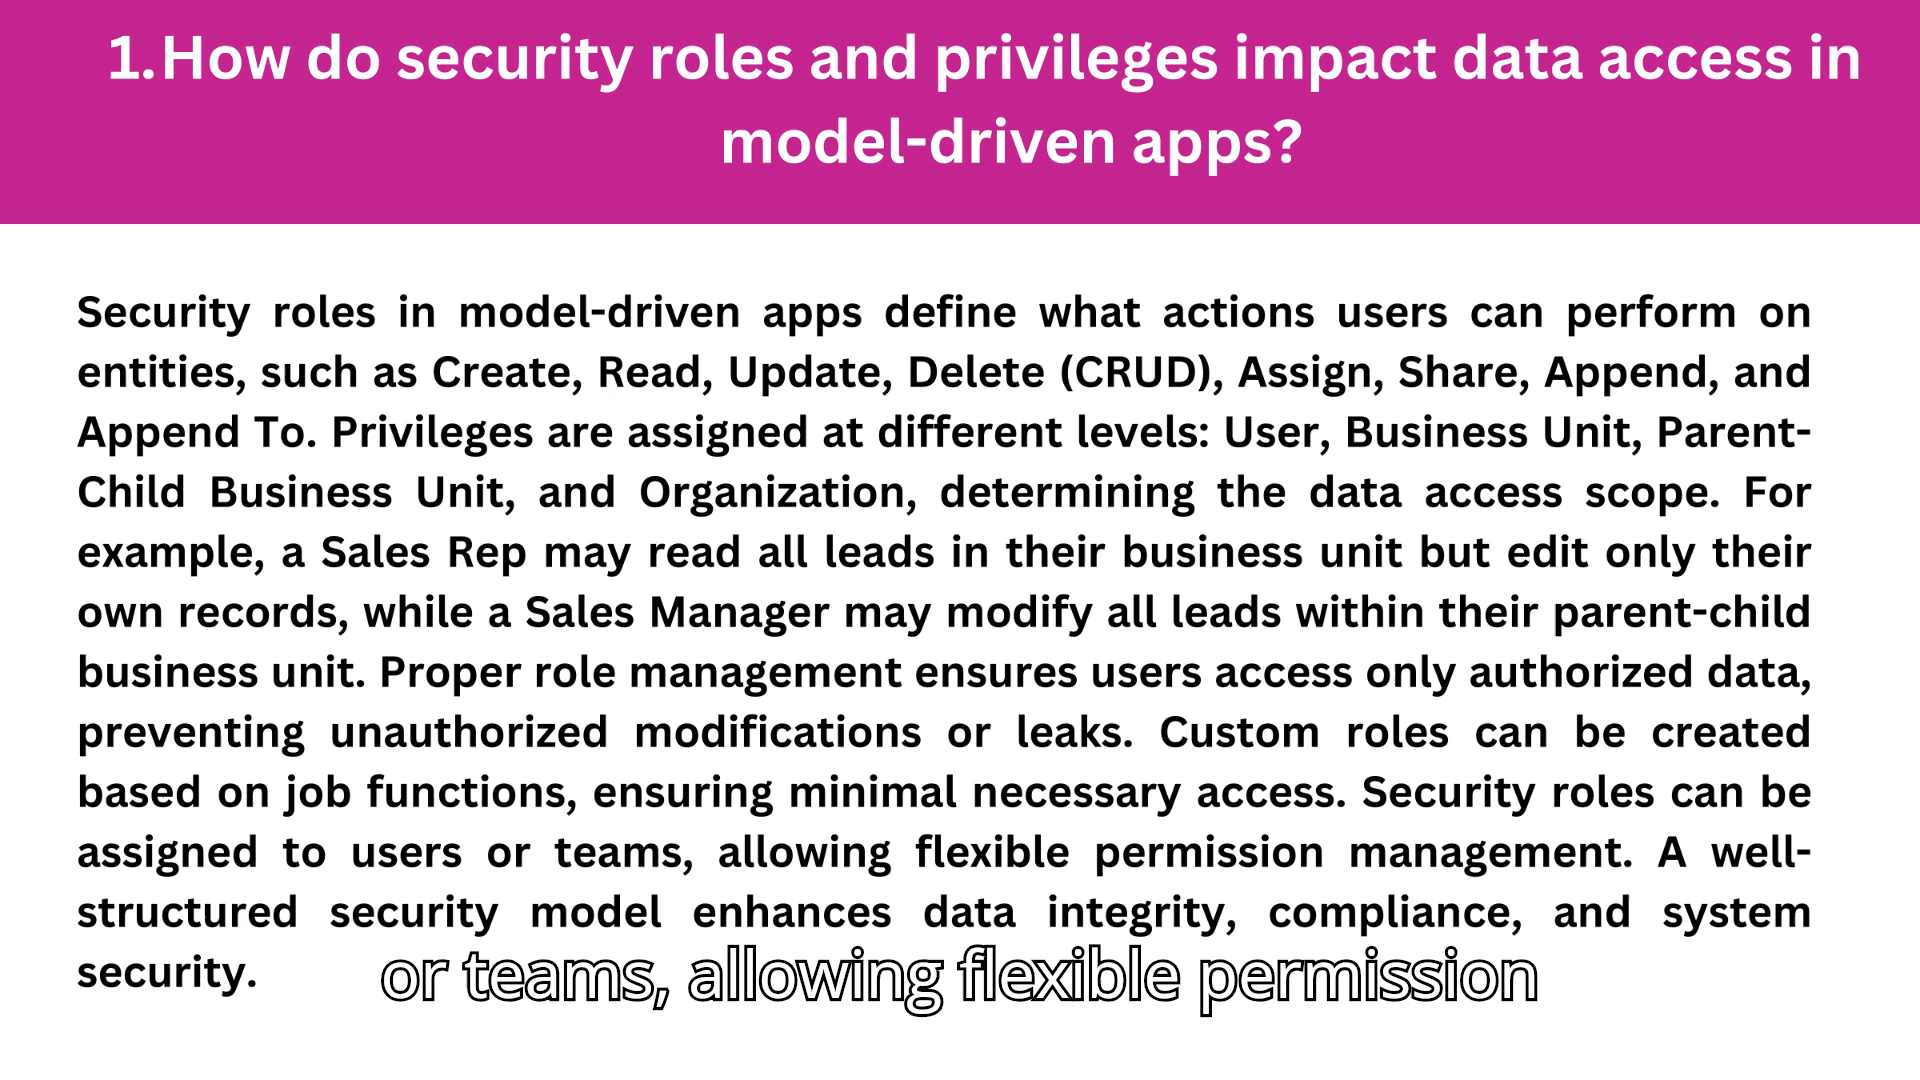 1.How do security roles and privileges impact data access in
model-driven apps?
Security roles in model-driven apps define what actions users can perform on
entities, such as Create, Read, Update, Delete (CRUD), Assign, Share, Append, and
Append To. Privileges are assigned at different levels: User, Business Unit, Parent-
Child Business Unit, and Organization, determining the data access scope. For
example, a Sales Rep may read all leads in their business unit but edit only their
own records, while a Sales Manager may modify all leads within their parent-child
business unit. Proper role management ensures users access only authorized data,
preventing unauthorized modifications or leaks. Custom roles can be created
based on job functions, ensuring minimal necessary access. Security roles can be
assigned to users or teams, allowing flexible permission management. A well-
structured security model enhances data integrity, compliance, and system
security.
or teams, allowing flexible permission